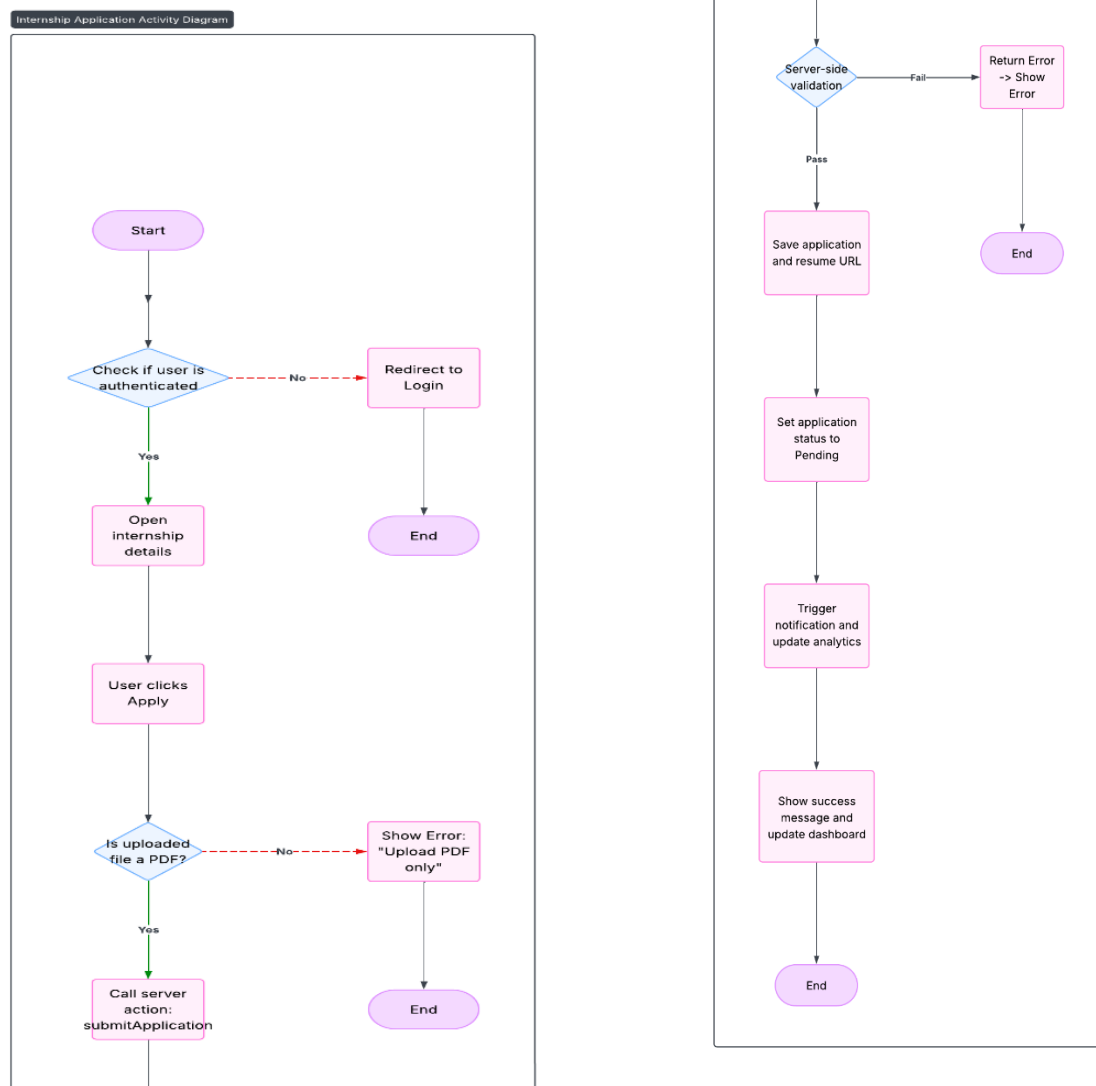 Internship Application Activity Diagram
Start
Check if user is
authenticated
No
Redirect to
Login
Yes
End
Open
internship
details
User clicks
Apply
Is uploaded
file a PDF?
No
Show Error:
"Upload PDF
only"
Yes
End
Call server
action:
submitApplication
Server-side
validation
Fail
Return Error
-> Show
Error
Pass
End
Save application
and resume URL
Set application
status to
Pending
Trigger
notification and
update analytics
Show success
message and
update dashboard
End